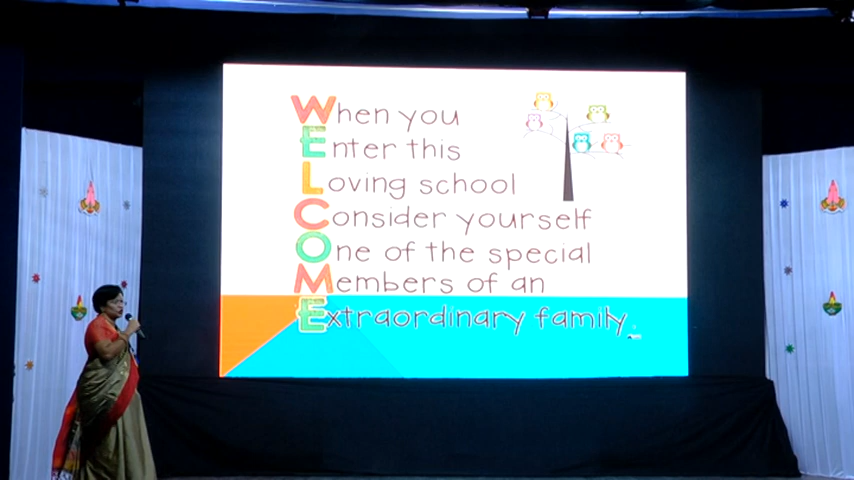 When you
Enter this
Loving school
Consider yourself
One of the special
Members of an
Extraordinary family.